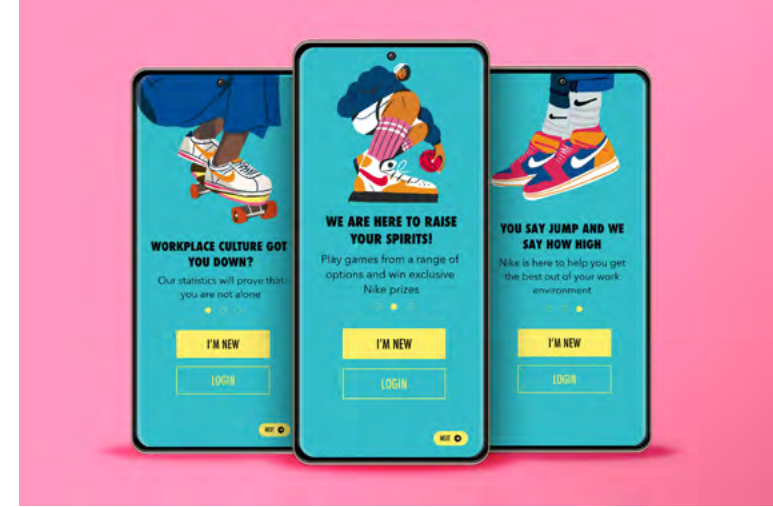 WORKPLACE CULTURE GOT
YOU DOWN?
Our statistics will prove that
you are not alone
I'M NEW
LOGIN
NEXT
WE ARE HERE TO RAISE
YOUR SPIRITS!
Play games from a range of
options and win exclusive
Nike prizes
I'M NEW
LOGIN
NEXT
YOU SAY JUMP AND WE
SAY HOW HIGH
Nike is here to help you get
the best out of your work
environment
I'M NEW
LOGIN